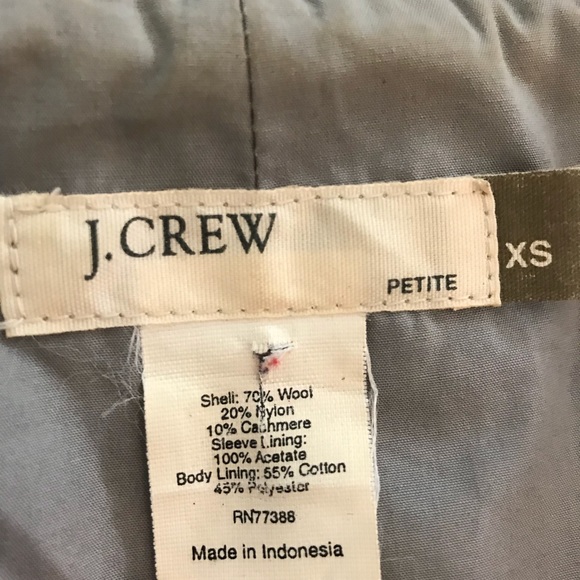 J.CREW
PETITE
XS
Shell: 70% Wool
20% Nylon
10% Cashmere
Sleeve Lining:
100% Acetate
Body Lining: 55% Cotton
45% Polyester
RN77388
Made in Indonesia